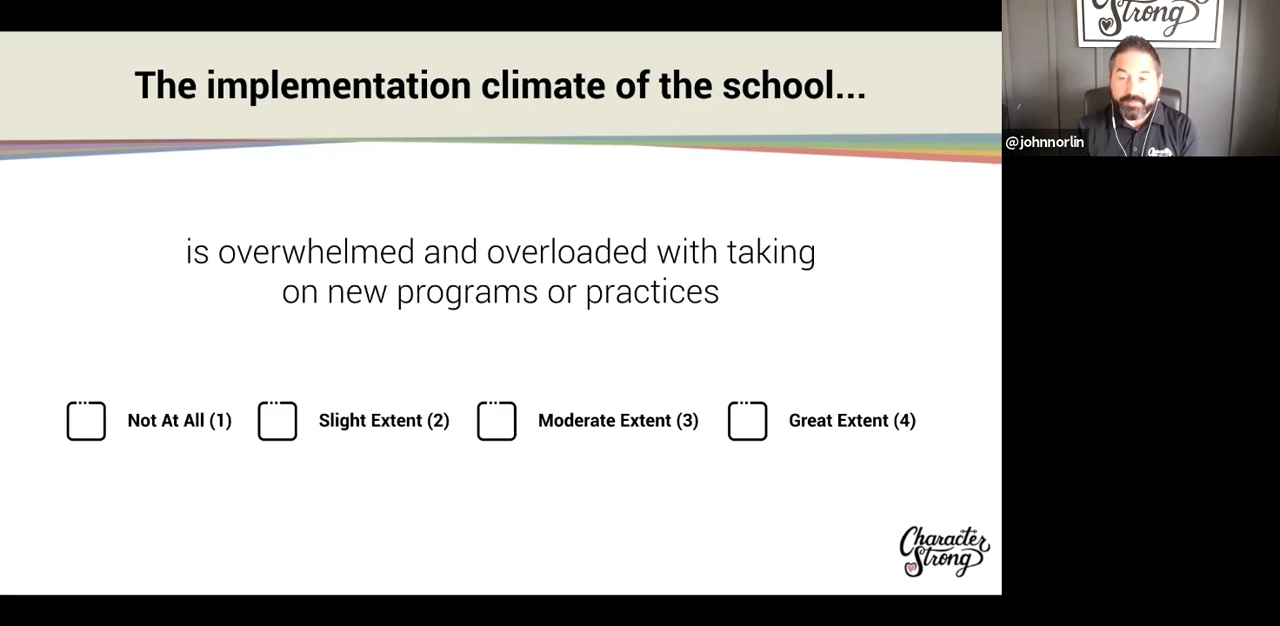 The implementation climate of the school...
is overwhelmed and overloaded with taking
on new programs or practices
Not At All (1) Slight Extent (2) Moderate Extent (3) Great Extent (4)
Character
Strong
Strong
@johnnorlin